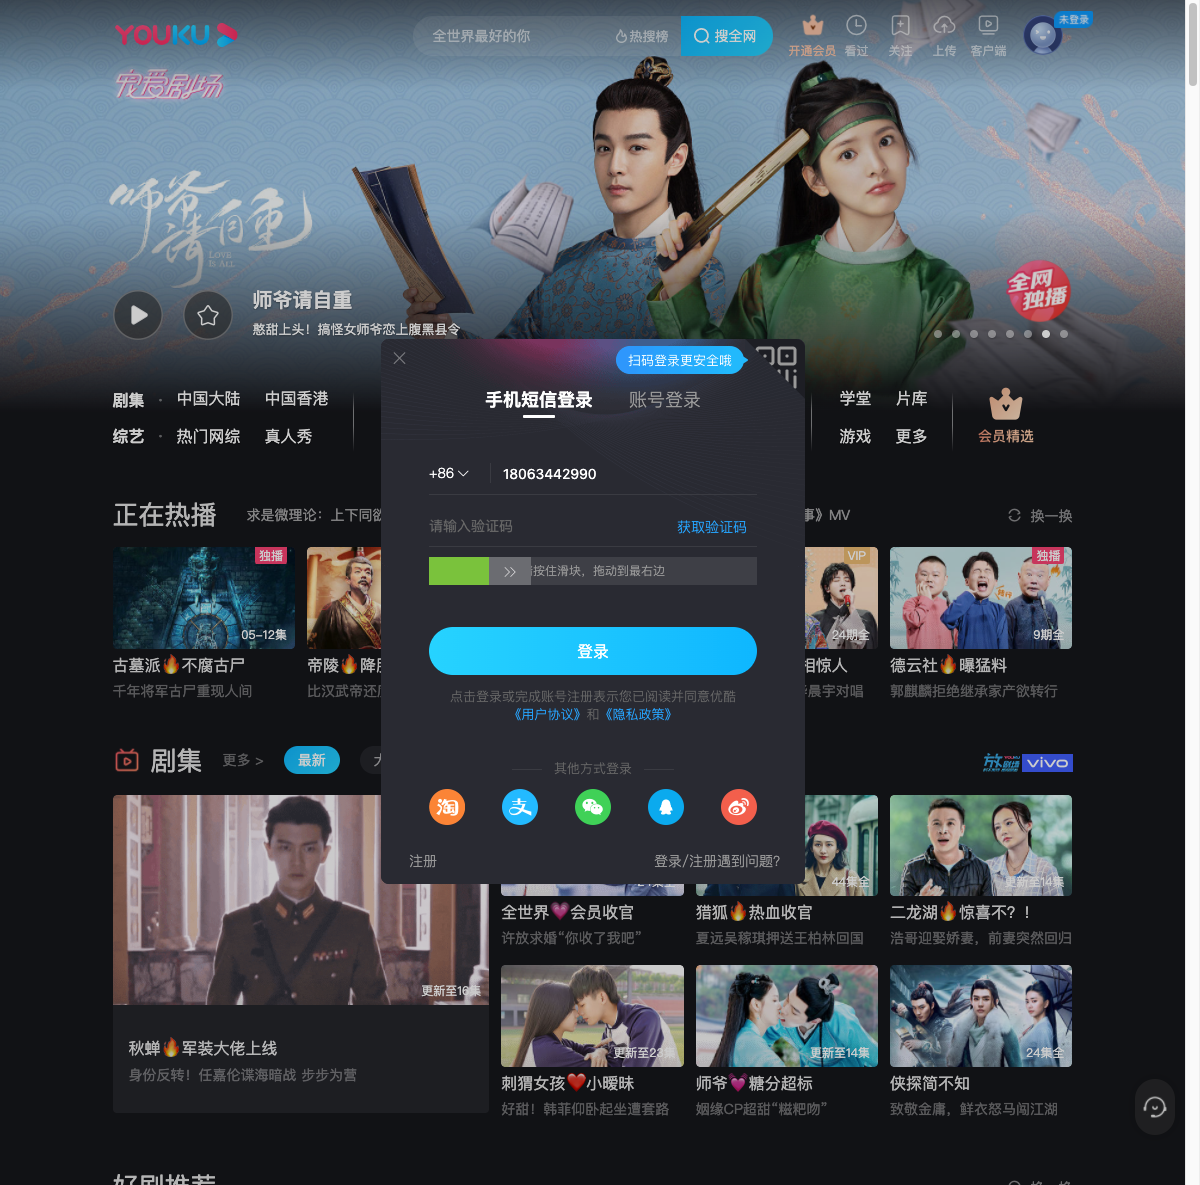 YOUKU
全世界最好的你
热搜榜
搜全网
开通会员
看过
关注
上传
客户端
未登录
宠爱剧场
师爷请自重
LOVE
IS ALL
全网
独播
师爷请自重
憨甜上头！搞怪女师爷恋上腹黑县令
剧集 · 中国大陆 中国香港
综艺 · 热门网综 真人秀
学堂 片库
游戏 更多
会员精选
扫码登录更安全哦
手机短信登录 账号登录
+86 18063442990
请输入验证码 获取验证码
按住滑块，拖动到最右边
登录
点击登录或完成账号注册表示您已阅读并同意优酷
《用户协议》和《隐私政策》
其他方式登录
淘
支
注册 登录/注册遇到问题?
正在热播
求是微理论：上下同欲
事》MV
换一换
独播
05-12集
古墓派🔥不腐古尸
千年将军古尸重现人间
帝陵🔥降
比汉武帝还
VIP
24期全
相惊人
晨宇对唱
独播
9期全
德云社🔥曝猛料
郭麒麟拒绝继承家产欲转行
剧集
更多 >
最新
放剧场
vivo
更新至16集
秋蝉🔥军装大佬上线
身份反转！任嘉伦谍海暗战 步步为营
全世界💗会员收官
许放求婚“你收了我吧”
44集全
猎狐🔥热血收官
夏远吴稼琪押送王柏林回国
更新至14集
二龙湖🔥惊喜不？！
浩哥迎娶娇妻，前妻突然回归
更新至23集
刺猬女孩❤️小暧昧
好甜！韩菲仰卧起坐遭套路
更新至14集
师爷💓糖分超标
姻缘CP超甜“糍粑吻”
24集全
侠探简不知
致敬金庸，鲜衣怒马闯江湖
好剧推荐
换一换